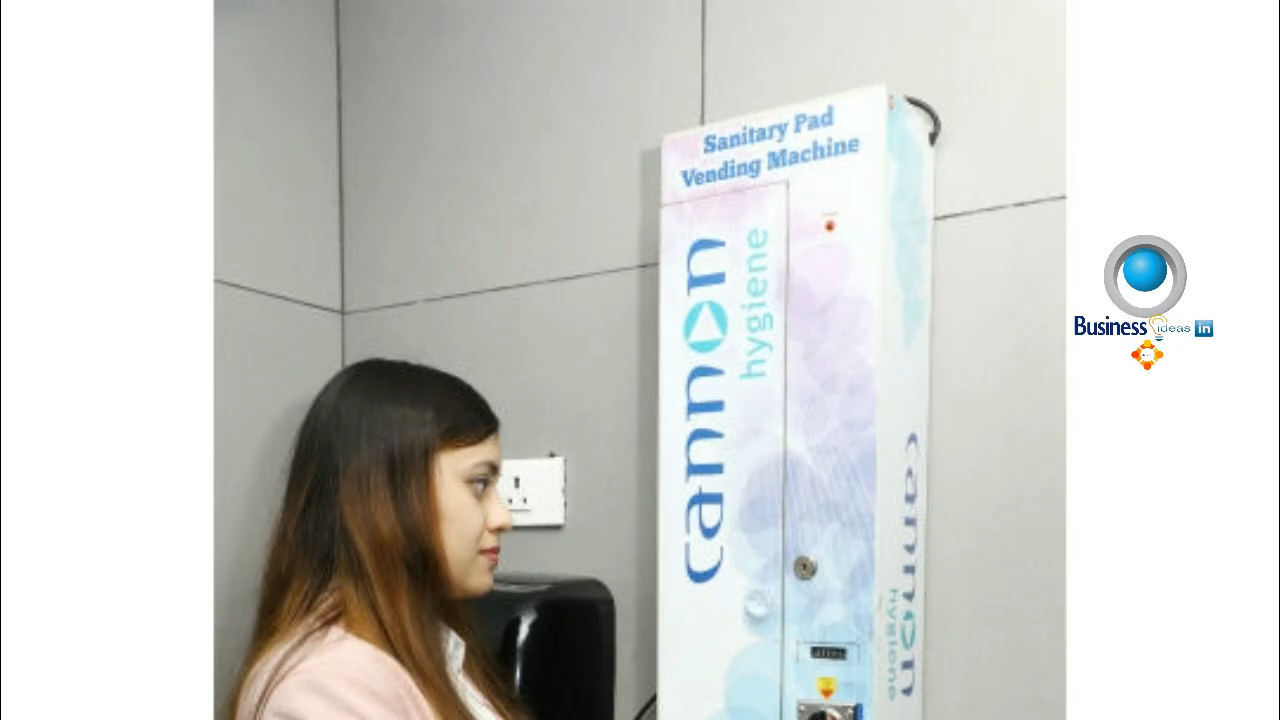 Sanitary Pad
Vending Machine
cannon
hygiene
cannon
hygiene
Business ideas in